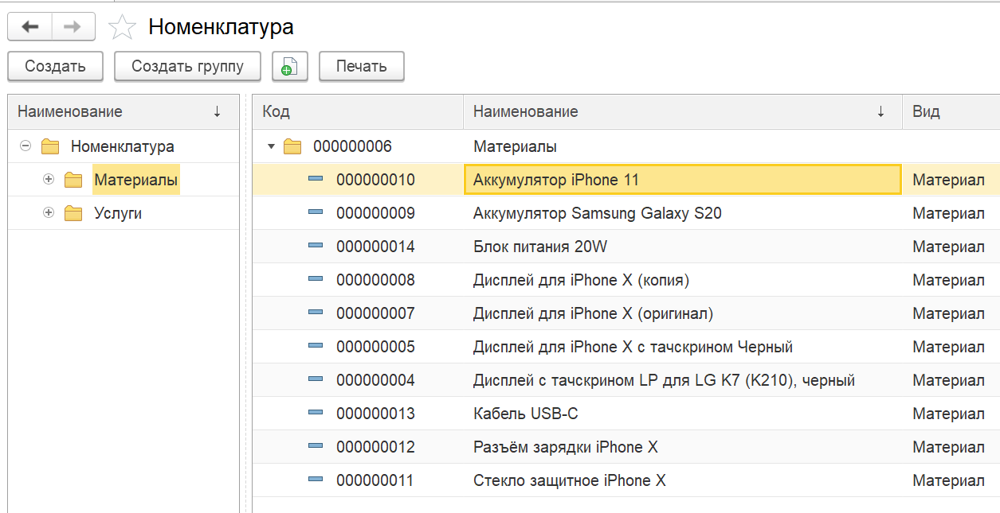 Номенклатура
Создать Создать группу Печать
Наименование ↓ Код Наименование ↓ Вид
Номенклатура 000000006 Материалы
Материалы 000000010 Аккумулятор iPhone 11 Материал
Услуги 000000009 Аккумулятор Samsung Galaxy S20 Материал
000000014 Блок питания 20W Материал
000000008 Дисплей для iPhone X (копия) Материал
000000007 Дисплей для iPhone X (оригинал) Материал
000000005 Дисплей для iPhone X с тачскрином Черный Материал
000000004 Дисплей с тачскрином LP для LG K7 (K210), черный Материал
000000013 Кабель USB-C Материал
000000012 Разъём зарядки iPhone X Материал
000000011 Стекло защитное iPhone X Материал